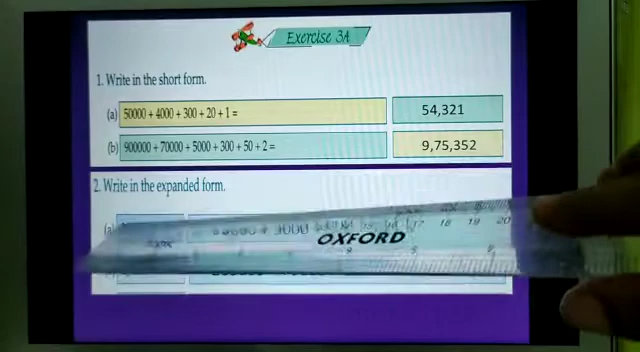 Exercise 3A
1. Write in the short form.
(a) 50000 + 4000 + 300 + 20 + 1 = 54,321
(b) 900000 + 70000 + 5000 + 300 + 50 + 2 = 9,75,352
2. Write in the expanded form.
(a)
+ 3000
18 19 20
OXFORD